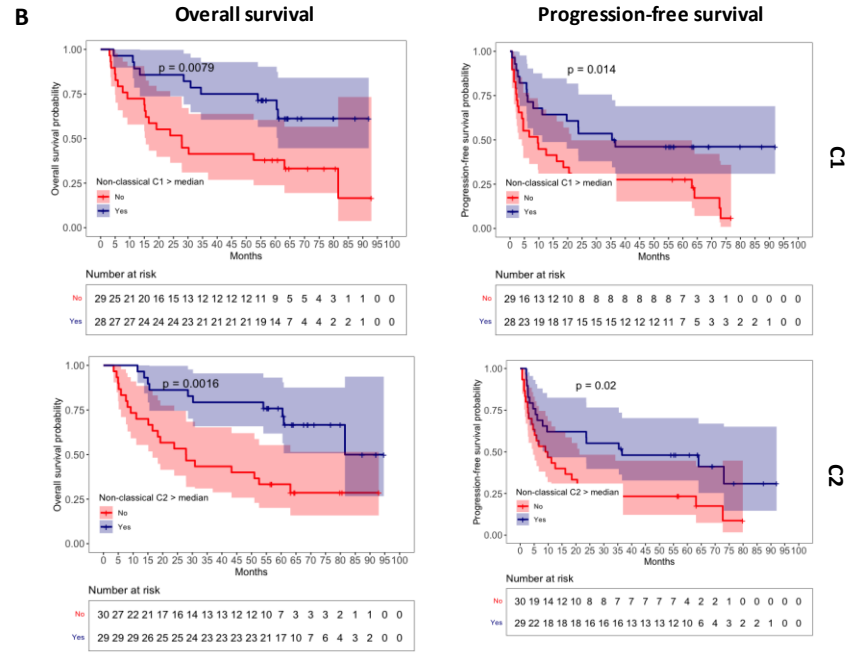 B
Overall survival
Progression-free survival
Overall survival probability
1.00
0.75
0.50
0.25
0.00
p = 0.0079
Non-classical C1 > median
No
Yes
0 5 10 15 20 25 30 35 40 45 50 55 60 65 70 75 80 85 90 95 100
Months
Number at risk
No 29 25 21 20 16 15 13 12 12 12 12 11 9 5 5 4 3 1 1 0 0
Yes 28 27 27 24 24 24 23 21 21 21 21 19 14 7 4 4 2 2 1 0 0
Progression-free survival probability
1.00
0.75
0.50
0.25
0.00
p = 0.014
Non-classical C1 > median
No
Yes
0 5 10 15 20 25 30 35 40 45 50 55 60 65 70 75 80 85 90 95 100
Months
Number at risk
No 29 16 13 12 10 8 8 8 8 8 8 8 7 3 3 1 0 0 0 0 0
Yes 28 23 19 18 17 15 15 15 12 12 12 11 7 5 3 3 2 2 1 0 0
C1
Overall survival probability
1.00
0.75
0.50
0.25
0.00
p = 0.0016
Non-classical C2 > median
No
Yes
0 5 10 15 20 25 30 35 40 45 50 55 60 65 70 75 80 85 90 95 100
Months
Number at risk
No 30 27 22 21 17 16 14 13 13 12 12 10 7 3 3 3 2 1 1 0 0
Yes 29 29 29 26 25 25 24 23 23 23 23 21 17 10 7 6 4 3 2 0 0
Progression-free survival probability
1.00
0.75
0.50
0.25
0.00
p = 0.02
Non-classical C2 > median
No
Yes
0 5 10 15 20 25 30 35 40 45 50 55 60 65 70 75 80 85 90 95 100
Months
Number at risk
No 30 19 14 12 10 8 8 7 7 7 7 7 4 2 2 1 0 0 0 0 0
Yes 29 22 18 18 18 16 16 16 13 13 13 12 10 6 4 3 2 2 1 0 0
C2